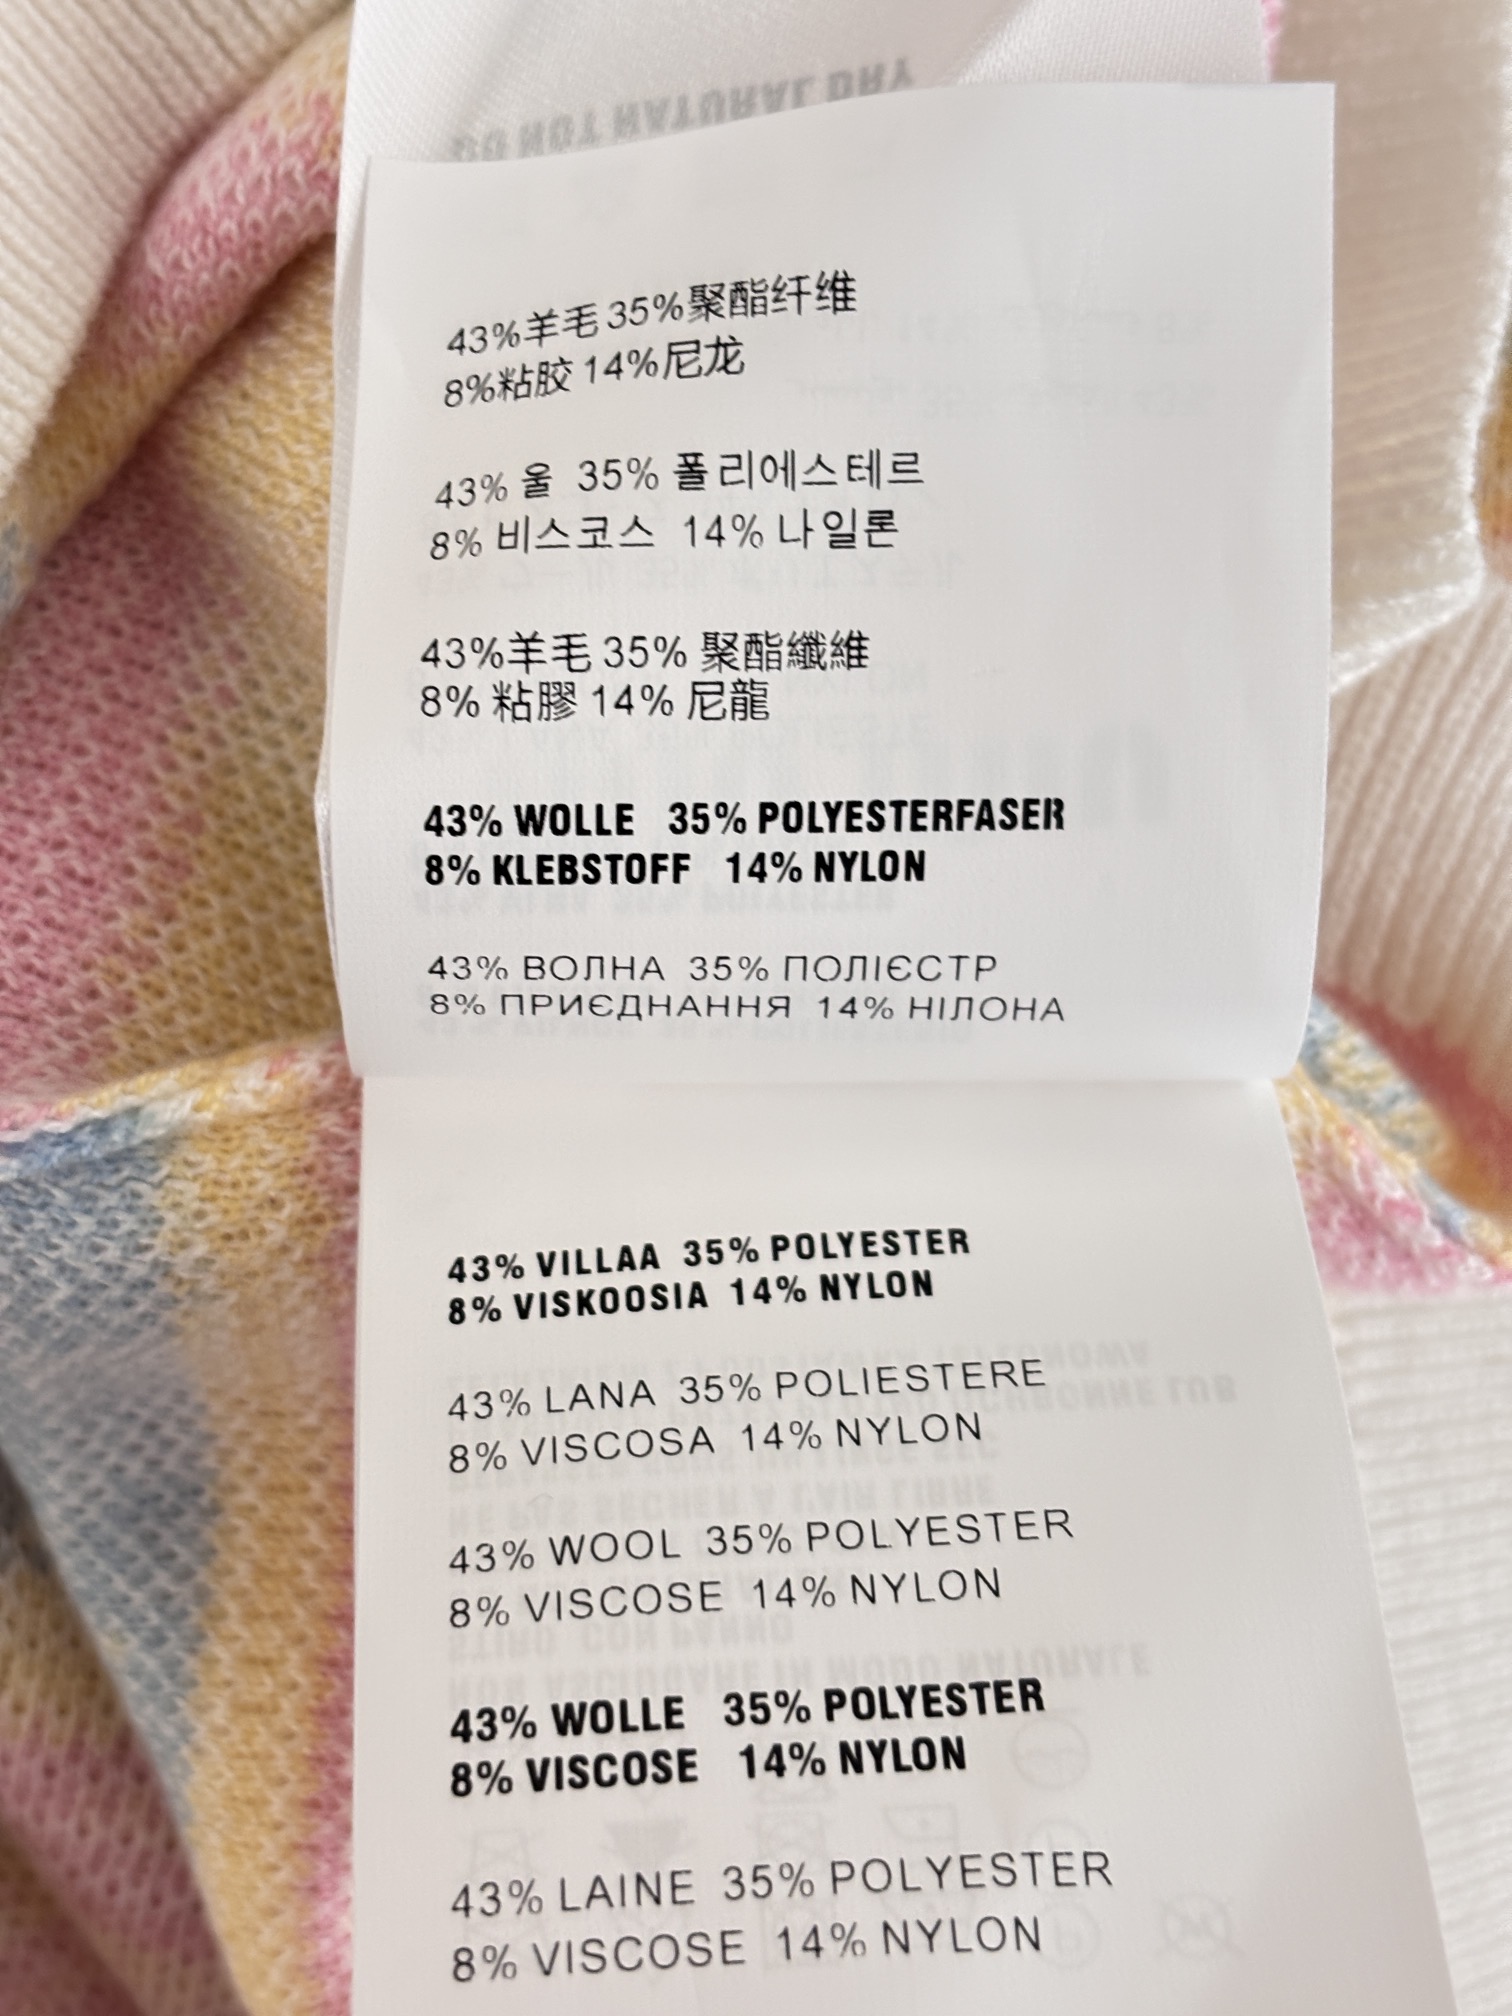 DO NOT NATURAL DRY
43%羊毛 35%聚酯纤维
8%粘胶 14%尼龙
43% 울 35% 폴리에스테르
8% 비스코스 14% 나일론
43%羊毛 35% 聚酯纖維
8% 粘膠 14% 尼龍
43% WOLLE 35% POLYESTERFASER
8% KLEBSTOFF 14% NYLON
43% ВОЛНА 35% ПОЛІЄСТР
8% ПРИЄДНАННЯ 14% НІЛОНА
43% VILLAA 35% POLYESTER
8% VISKOOSIA 14% NYLON
43% LANA 35% POLIESTERE
8% VISCOSA 14% NYLON
43% WOOL 35% POLYESTER
8% VISCOSE 14% NYLON
43% WOLLE 35% POLYESTER
8% VISCOSE 14% NYLON
43% LAINE 35% POLYESTER
8% VISCOSE 14% NYLON